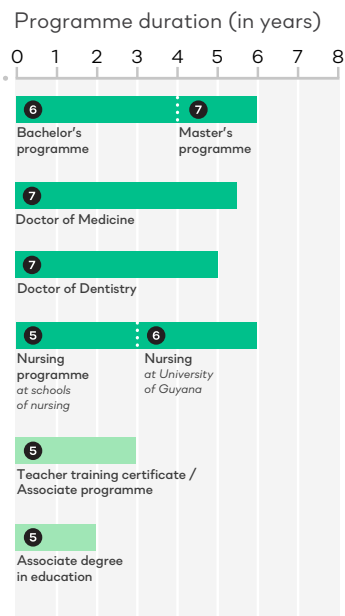 Programme duration (in years)
0 1 2 3 4 5 6 7 8
6 7
Bachelor's Master's
programme programme
7
Doctor of Medicine
7
Doctor of Dentistry
5 6
Nursing Nursing
programme at University
at schools of Guyana
of nursing
5
Teacher training certificate /
Associate programme
5
Associate degree
in education